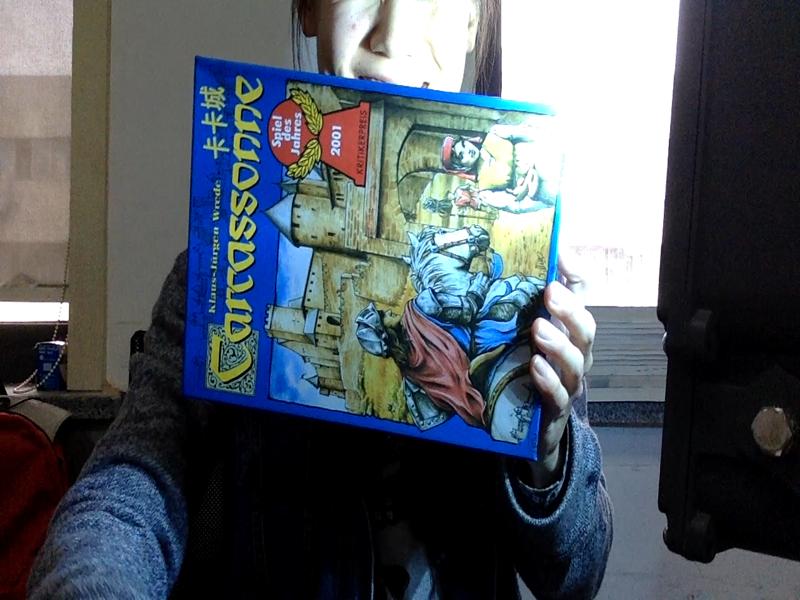 Klaus-Jürgen Wrede
卡卡城
Carcassonne
Spiel
des
Jahres
2001
KRITIKERPREIS